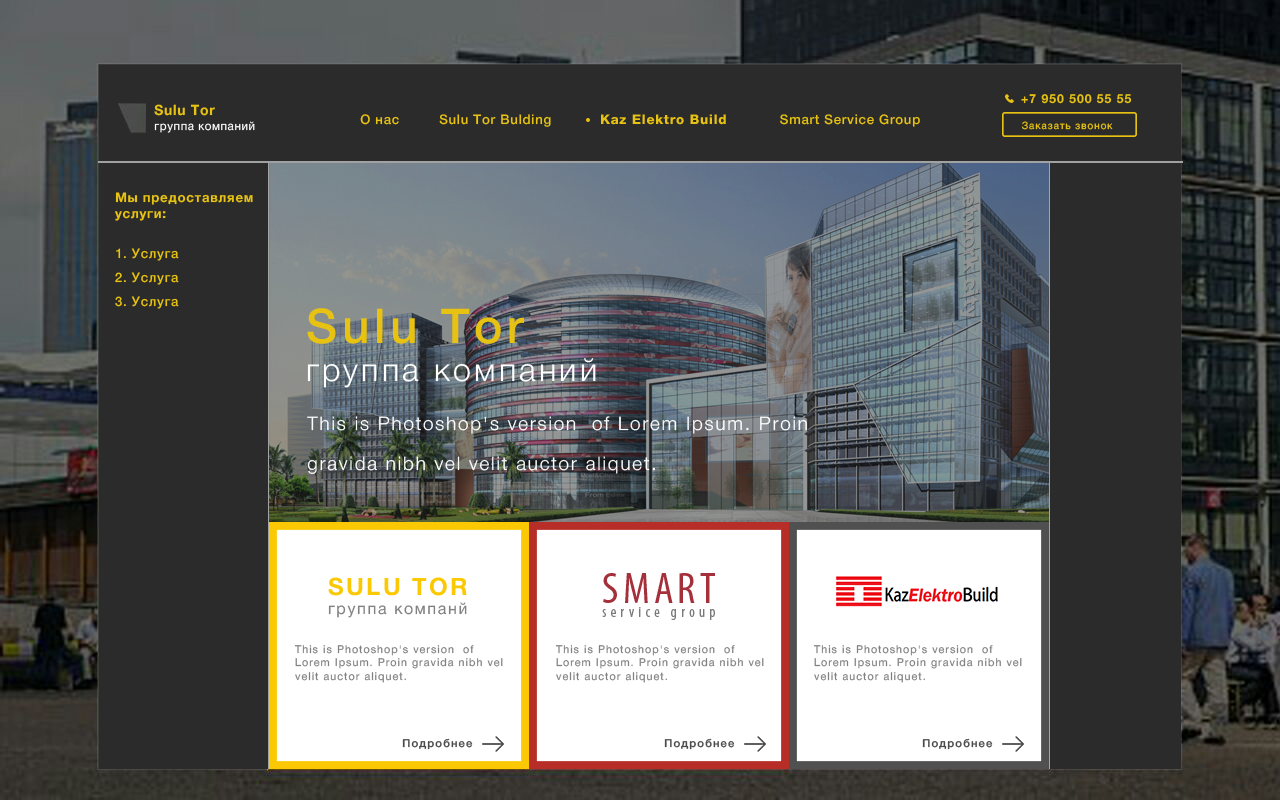 Sulu Tor
группа компаний
О нас
Sulu Tor Bulding
Kaz Elektro Build
Smart Service Group
+7 950 500 55 55
Заказать звонок
Мы предоставляем
услуги:
1. Услуга
2. Услуга
3. Услуга
Sulu Tor
группа компаний
This is Photoshop's version  of Lorem Ipsum. Proin
gravida nibh vel velit auctor aliquet.
SULU TOR
группа компанй
This is Photoshop's version  of
Lorem Ipsum. Proin gravida nibh vel
velit auctor aliquet.
Подробнее
SMART
service group
This is Photoshop's version  of
Lorem Ipsum. Proin gravida nibh vel
velit auctor aliquet.
Подробнее
KazElektroBuild
This is Photoshop's version  of
Lorem Ipsum. Proin gravida nibh vel
velit auctor aliquet.
Подробнее